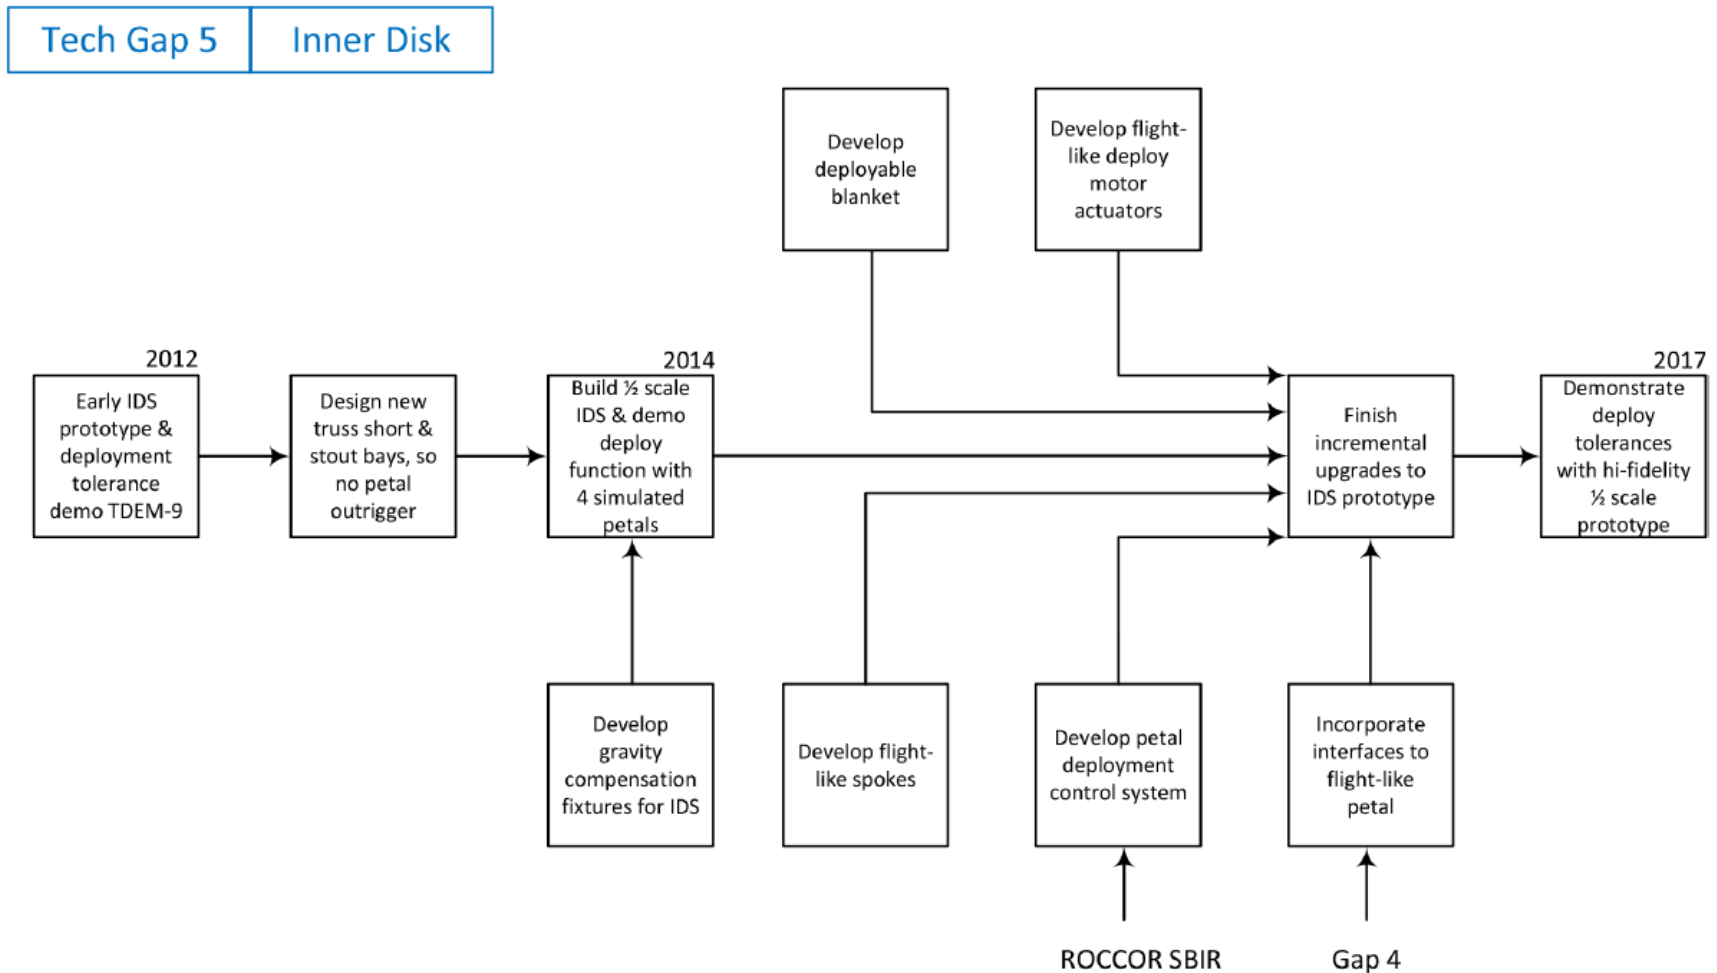 Tech Gap 5
Inner Disk
Develop
deployable
blanket
Develop flight-
like deploy
motor
actuators
2012
Early IDS
prototype &
deployment
tolerance
demo TDEM-9
Design new
truss short &
stout bays, so
no petal
outrigger
2014
Build ½ scale
IDS & demo
deploy
function with
4 simulated
petals
Finish
incremental
upgrades to
IDS prototype
2017
Demonstrate
deploy
tolerances
with hi-fidelity
½ scale
prototype
Develop
gravity
compensation
fixtures for IDS
Develop flight-
like spokes
Develop petal
deployment
control system
Incorporate
interfaces to
flight-like
petal
ROCCOR SBIR
Gap 4